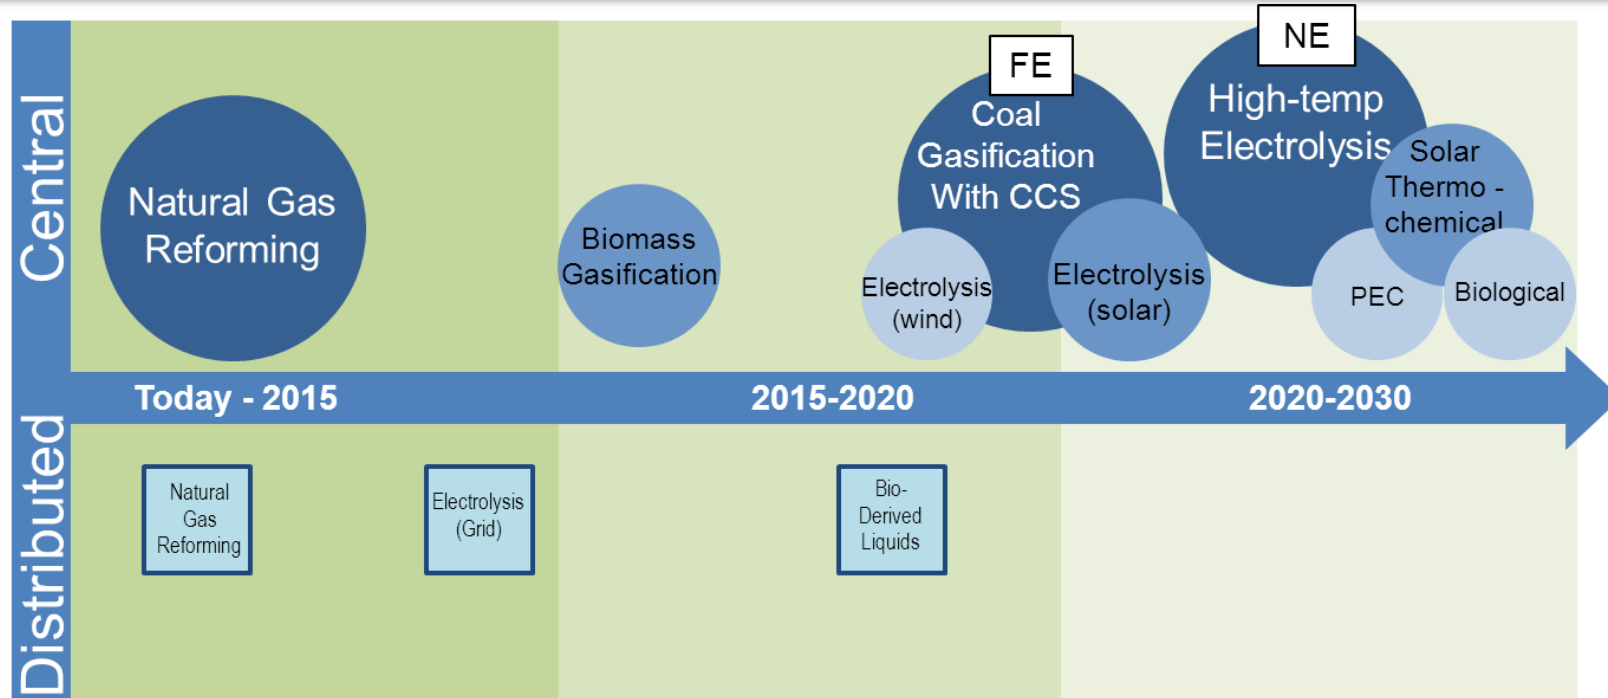 Central
NE
FE
High-temp
Electrolysis
Coal
Gasification
With CCS
Solar
Thermo -
chemical
Natural Gas
Reforming
Biomass
Gasification
Electrolysis
(wind)
Electrolysis
(solar)
PEC
Biological
Today - 2015
2015-2020
2020-2030
Distributed
Natural
Gas
Reforming
Electrolysis
(Grid)
Bio-
Derived
Liquids